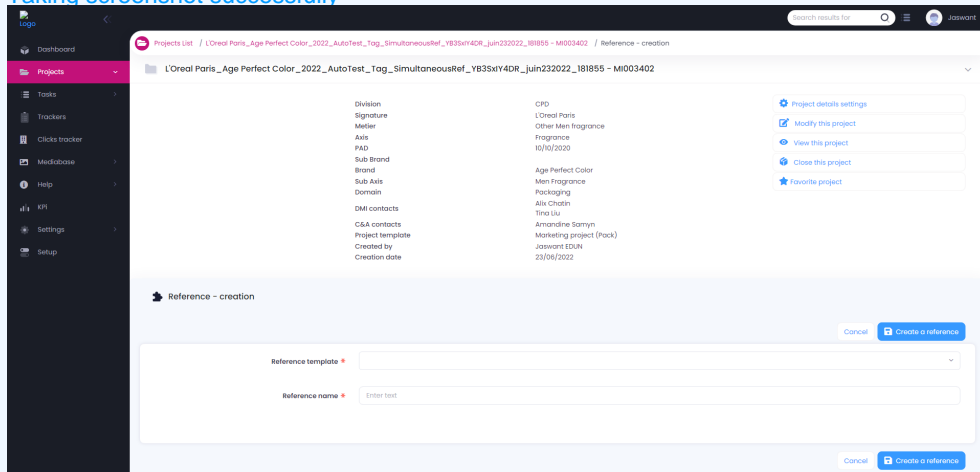 Taking screenshot successfully
Logo
Search results for
Jaswant
Dashboard
Projects
Tasks
Trackers
Clicks tracker
Mediabase
Help
KPI
Settings
Setup
Projects List / L'Oreal Paris_Age Perfect Color_2022_AutoTest_Tag_SimultaneousRef_YB3SxIY4DR_juin232022_181855 - MI003402 / Reference - creation
L'Oreal Paris_Age Perfect Color_2022_AutoTest_Tag_SimultaneousRef_YB3SxIY4DR_juin232022_181855 - MI003402
Division CPD
Signature L'Oreal Paris
Metier Other Men fragrance
Axis Fragrance
PAD 10/10/2020
Sub Brand
Brand Age Perfect Color
Sub Axis Men Fragrance
Domain Packaging
DMI contacts Alix Chatin
Tina Liu
C&A contacts Amandine Samyn
Project template Marketing project (Pack)
Created by Jaswant EDUN
Creation date 23/06/2022
Project details settings
Modify this project
View this project
Close this project
Favorite project
Reference - creation
Cancel Create a reference
Reference template *
Reference name * Enter text
Cancel Create a reference